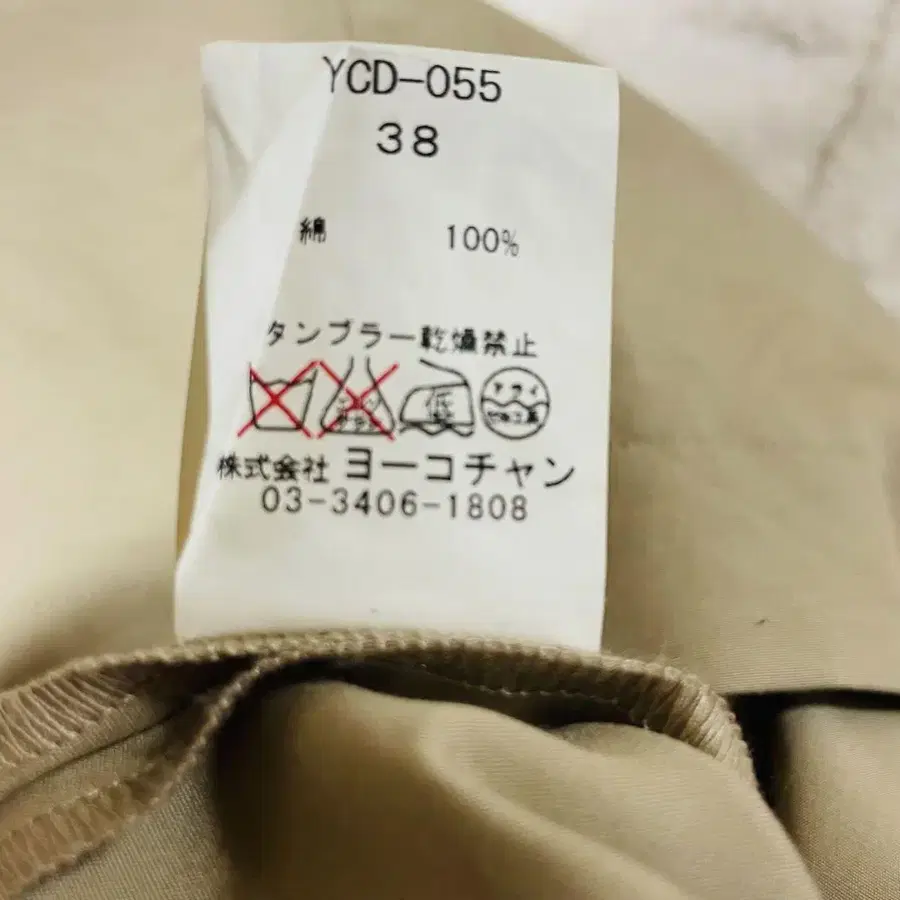 YCD-055
38
綿 100%
タンブラー乾燥禁止
低
株式会社 ヨーコチャン
03-3406-1808